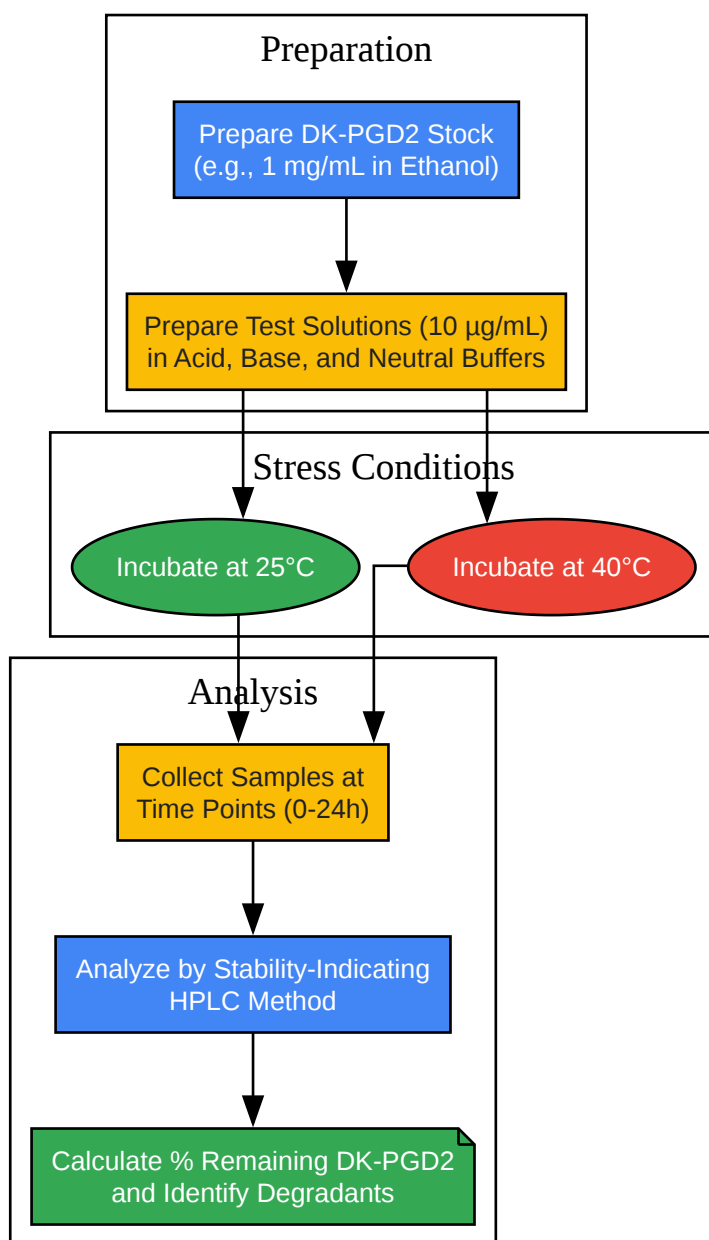 Preparation
Prepare DK-PGD2 Stock
(e.g., 1 mg/mL in Ethanol)
Prepare Test Solutions (10 µg/mL)
in Acid, Base, and Neutral Buffers
Stress Conditions
Incubate at 25°C
Incubate at 40°C
Analysis
Collect Samples at
Time Points (0-24h)
Analyze by Stability-Indicating
HPLC Method
Calculate % Remaining DK-PGD2
and Identify Degradants